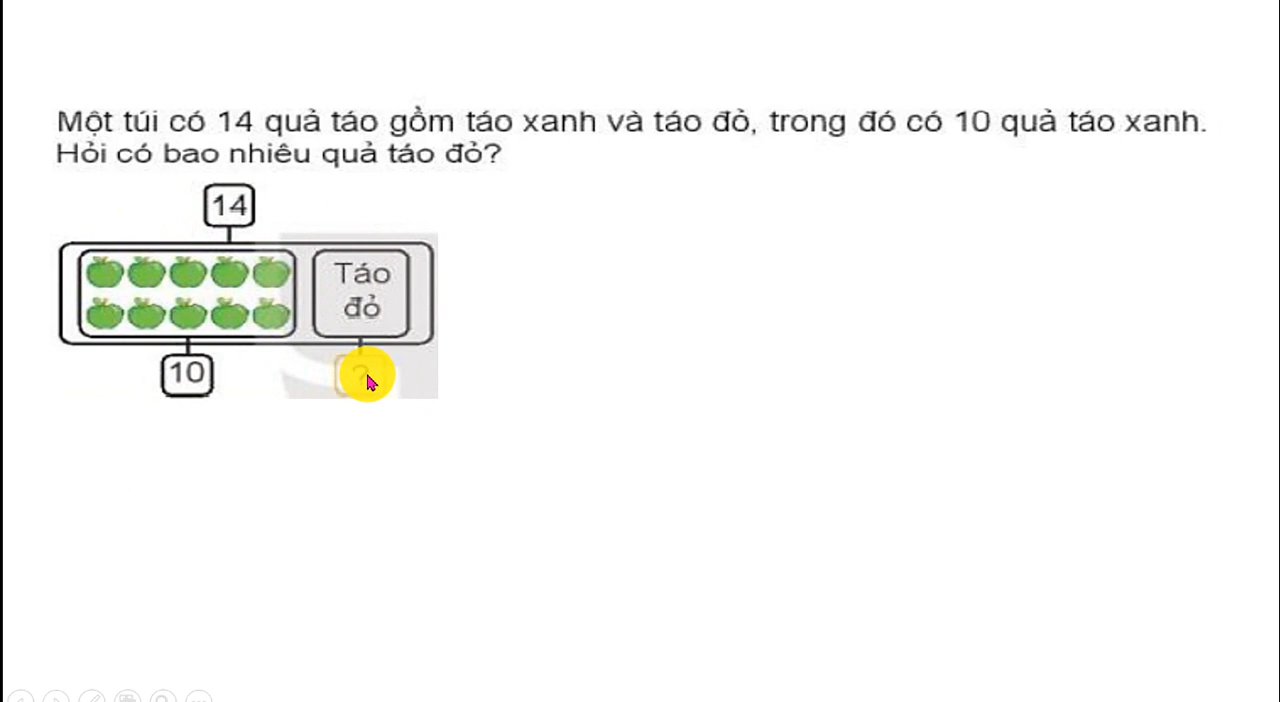 Một túi có 14 quả táo gồm táo xanh và táo đỏ, trong đó có 10 quả táo xanh.
Hỏi có bao nhiêu quả táo đỏ?
14
Táo
đỏ
10
?